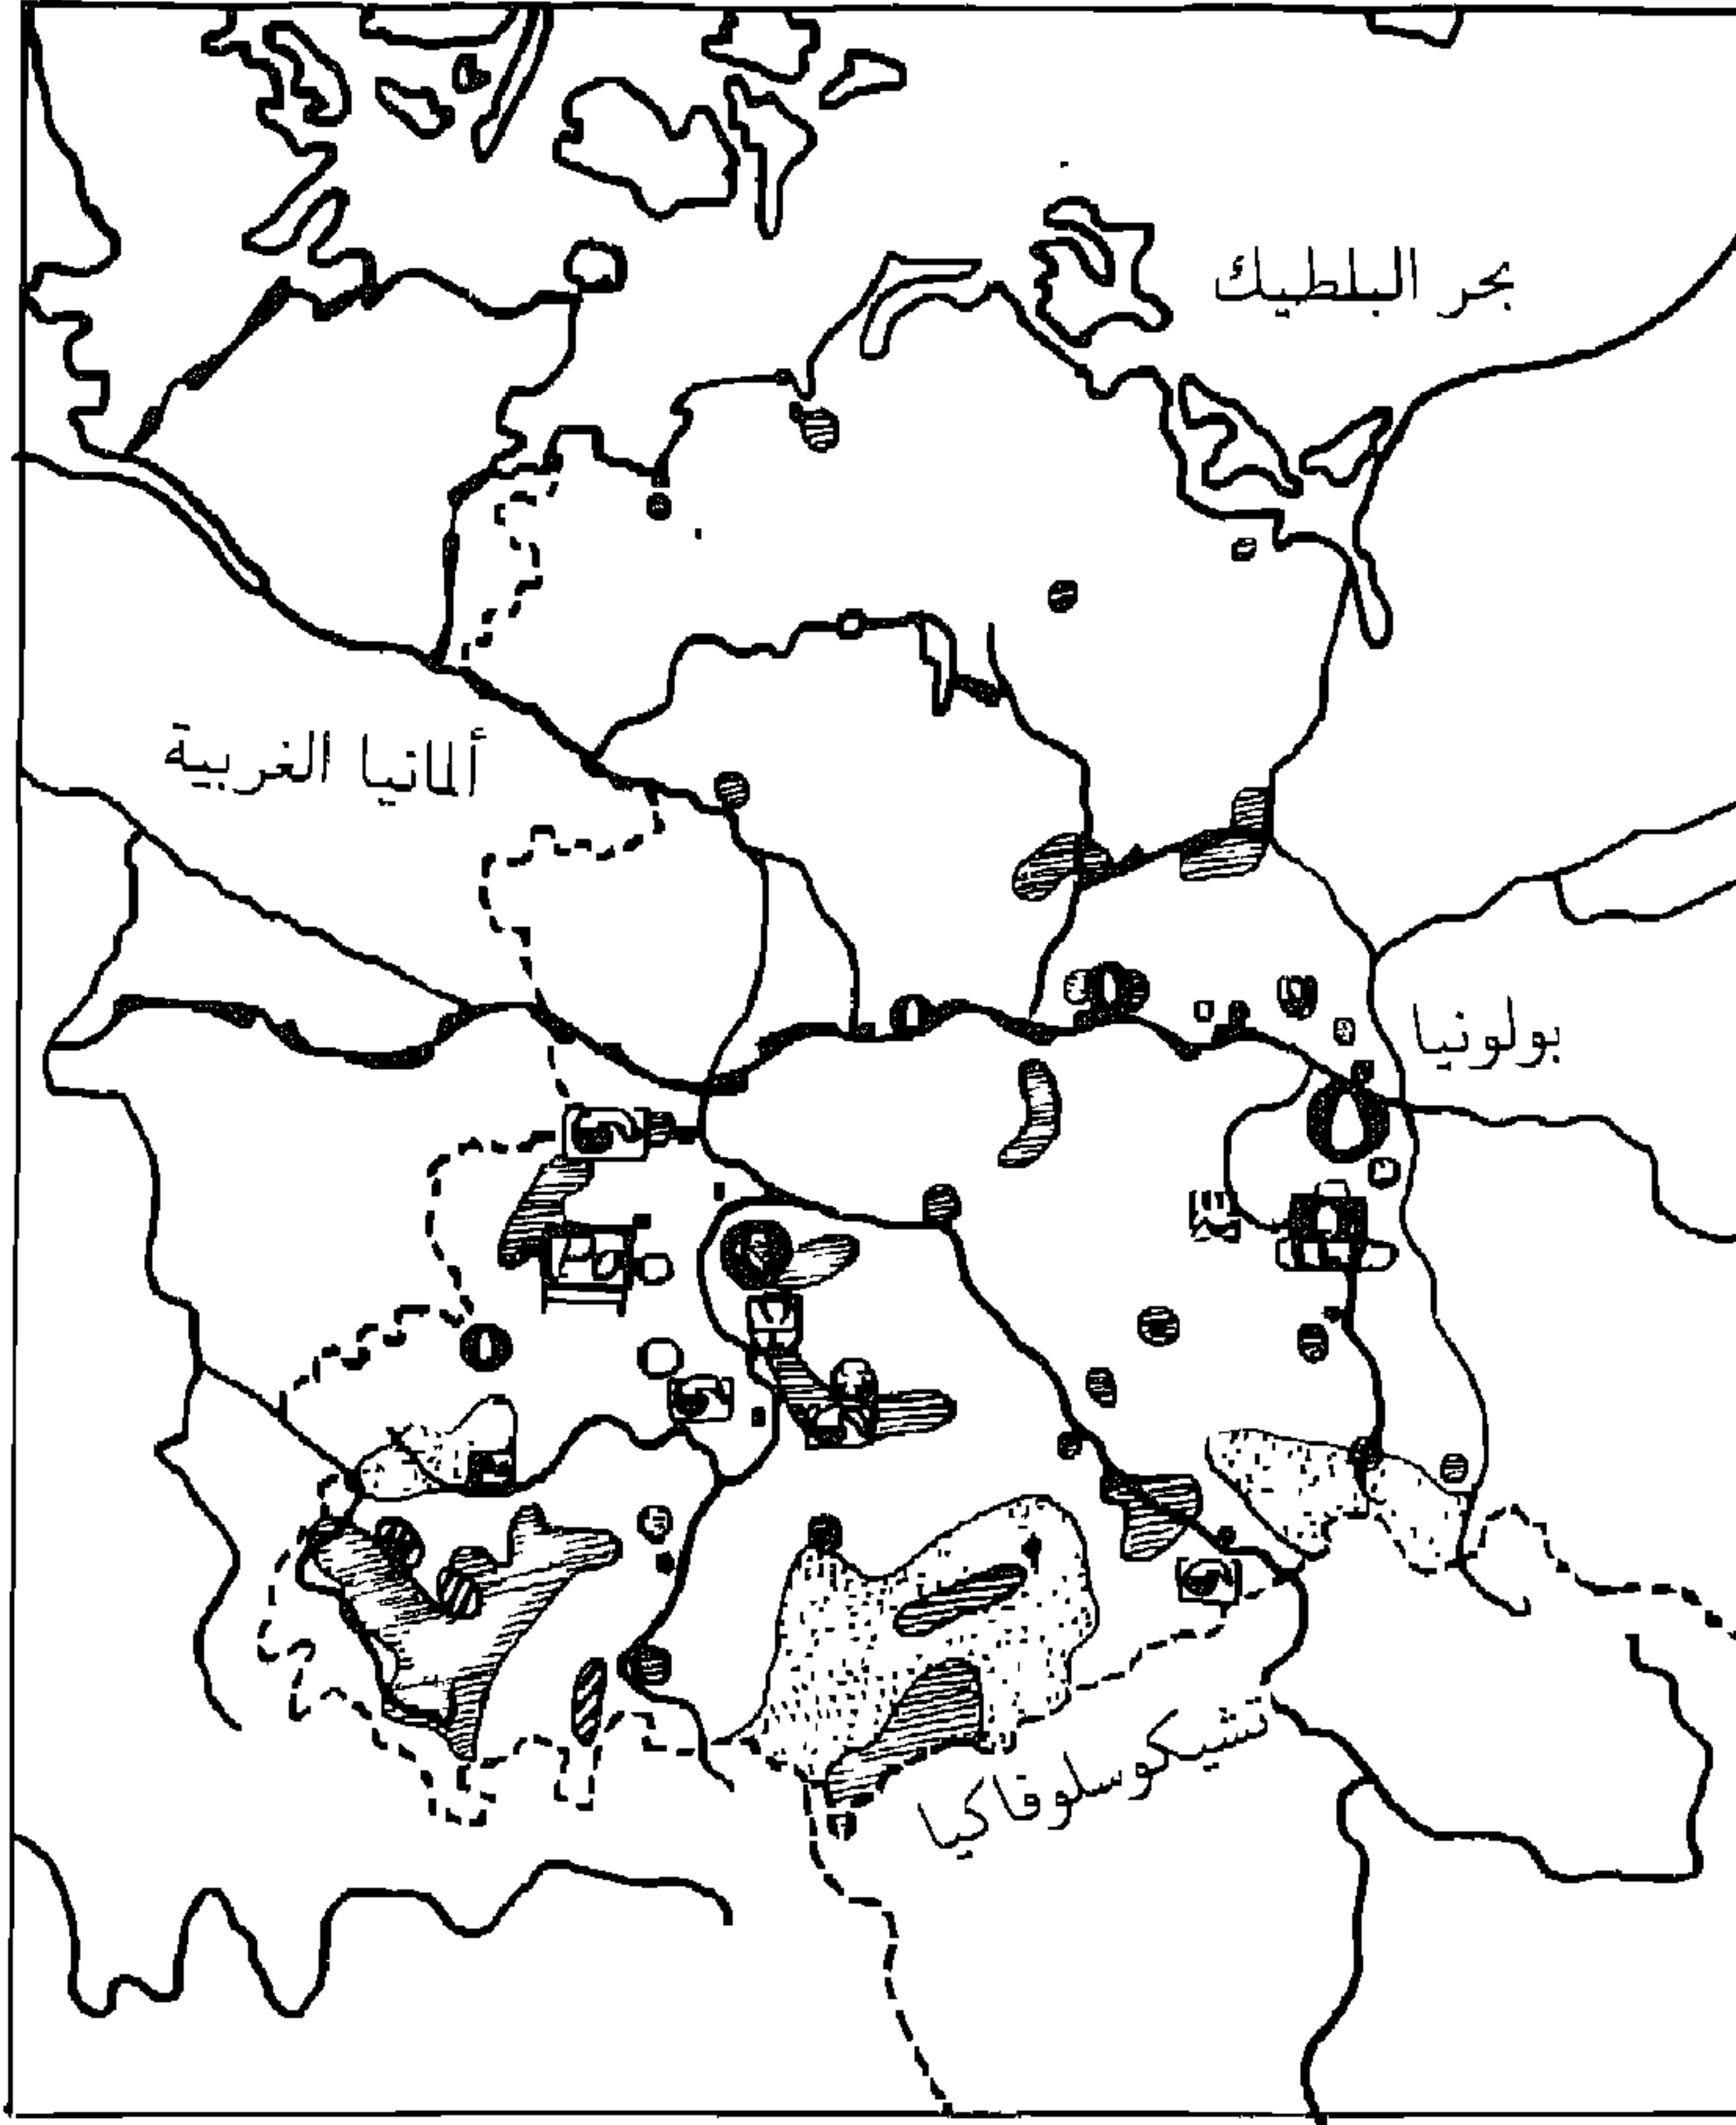 بحر البلطيك
ألمانيا الغربية
بولونيا
تشيكوسلوفاكيا